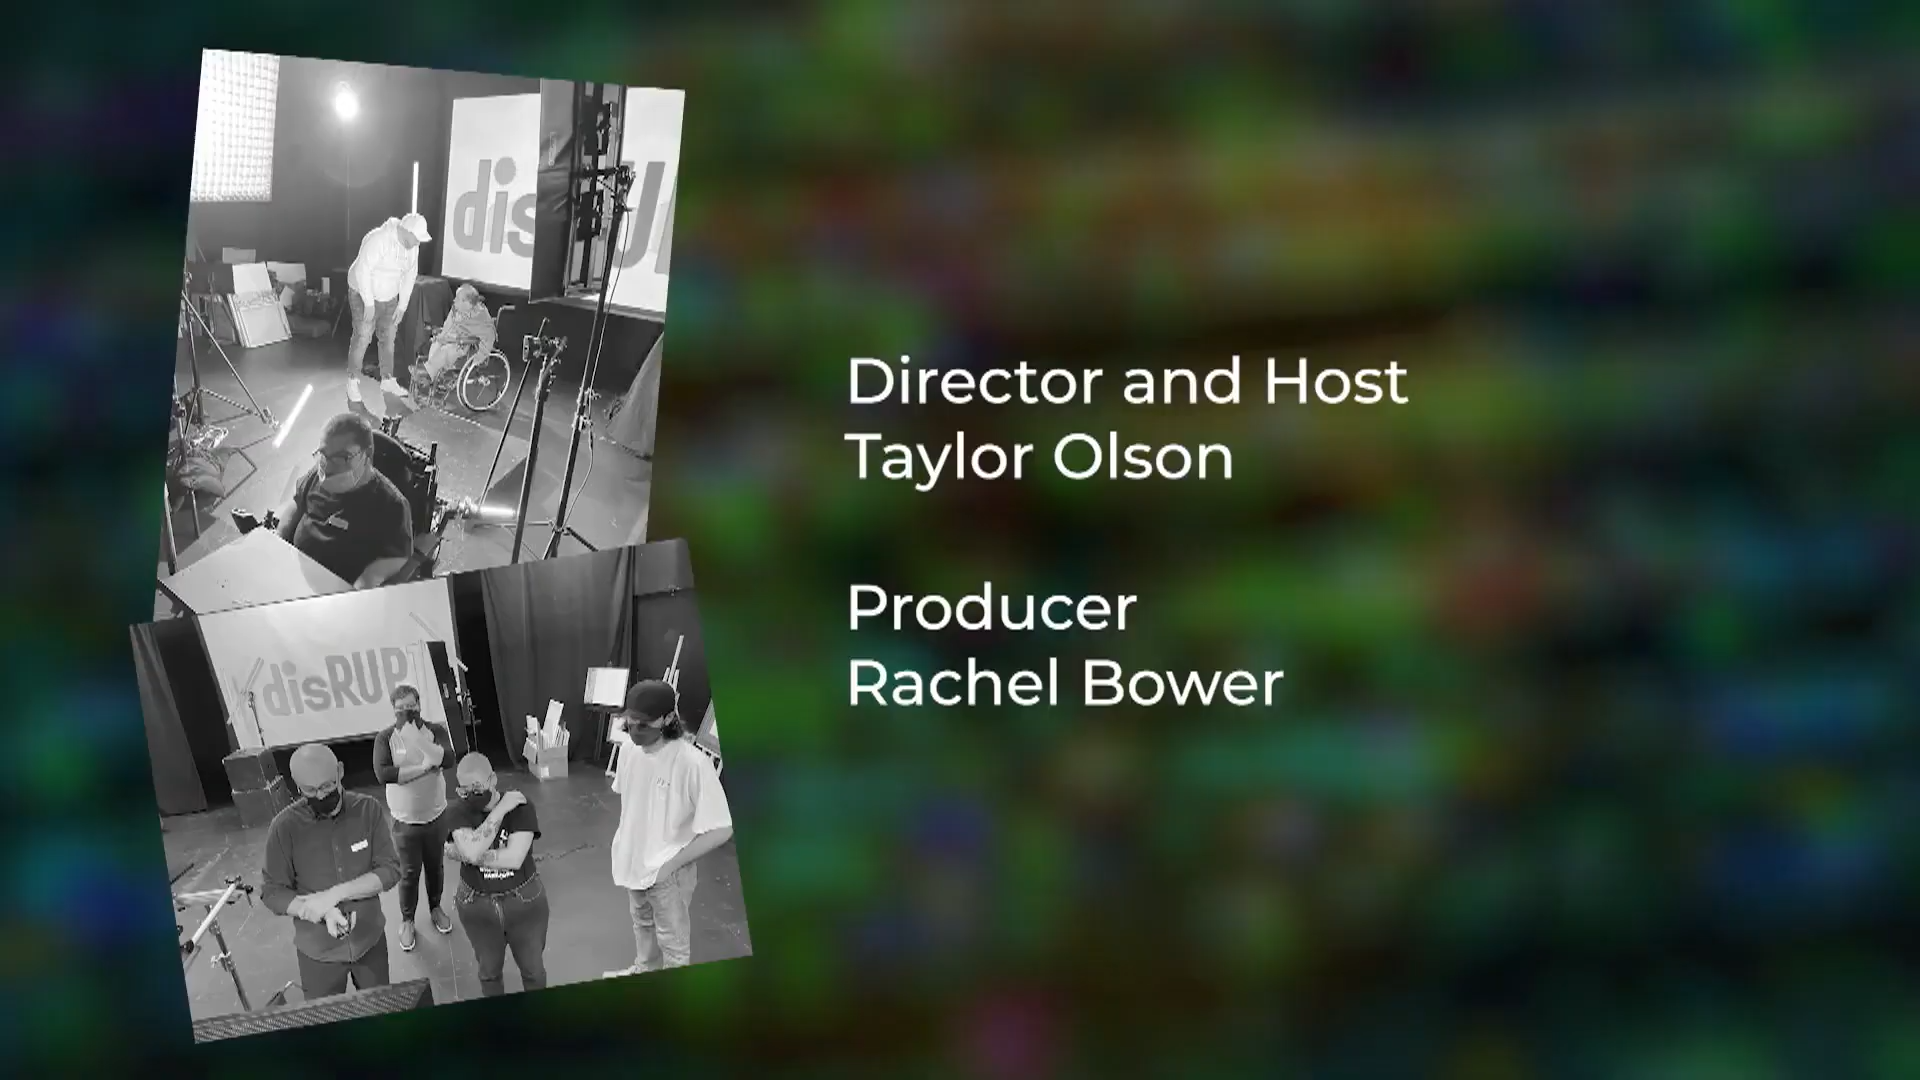 Director and Host
Taylor Olson
Producer
Rachel Bower
disRUPT